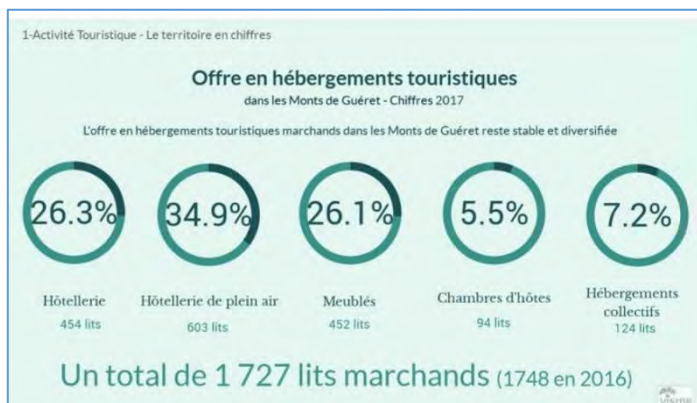 1-Activité Touristique - Le territoire en chiffres
Offre en hébergements touristiques
dans les Monts de Guéret - Chiffres 2017
L'offre en hébergements touristiques marchands dans les Monts de Guéret reste stable et diversifiée
26.3%
34.9%
26.1%
5.5%
7.2%
Hôtellerie
454 lits
Hôtellerie de plein air
603 lits
Meublés
452 lits
Chambres d'hôtes
94 lits
Hébergements
collectifs
124 lits
Un total de 1 727 lits marchands (1748 en 2016)